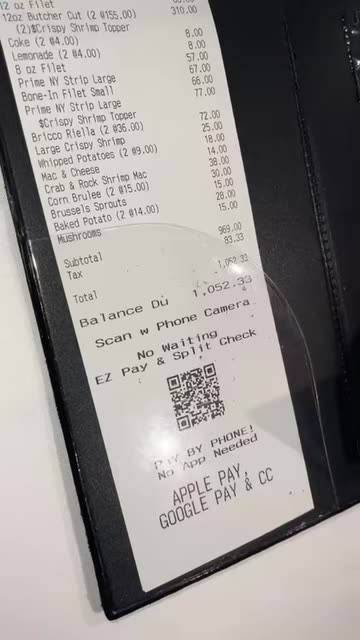 12 oz Filet
12oz Butcher Cut (2 @155.00) 310.00
(2)$Crispy Shrimp Topper
Coke (2 @4.00) 8.00
Lemonade (2 @4.00) 8.00
8 oz Filet 57.00
Prime NY Strip Large 67.00
Bone-In Filet Small 66.00
Prime NY Strip Large 77.00
$Crispy Shrimp Topper
Bricco Riella (2 @36.00) 72.00
Large Crispy Shrimp 25.00
Whipped Potatoes (2 @9.00) 18.00
Mac & Cheese 14.00
Crab & Rock Shrimp Mac 38.00
Corn Brulee (2 @15.00) 30.00
Brussels Sprouts 15.00
Baked Potato (2 @14.00) 28.00
Mushrooms 15.00
Subtotal 969.00
Tax 83.33
Total 1,052.33
Balance Du 1,052.33
Scan w Phone Camera
No Waiting
EZ Pay & Split Check
PAY BY PHONE!
No App Needed
APPLE PAY,
GOOGLE PAY & CC